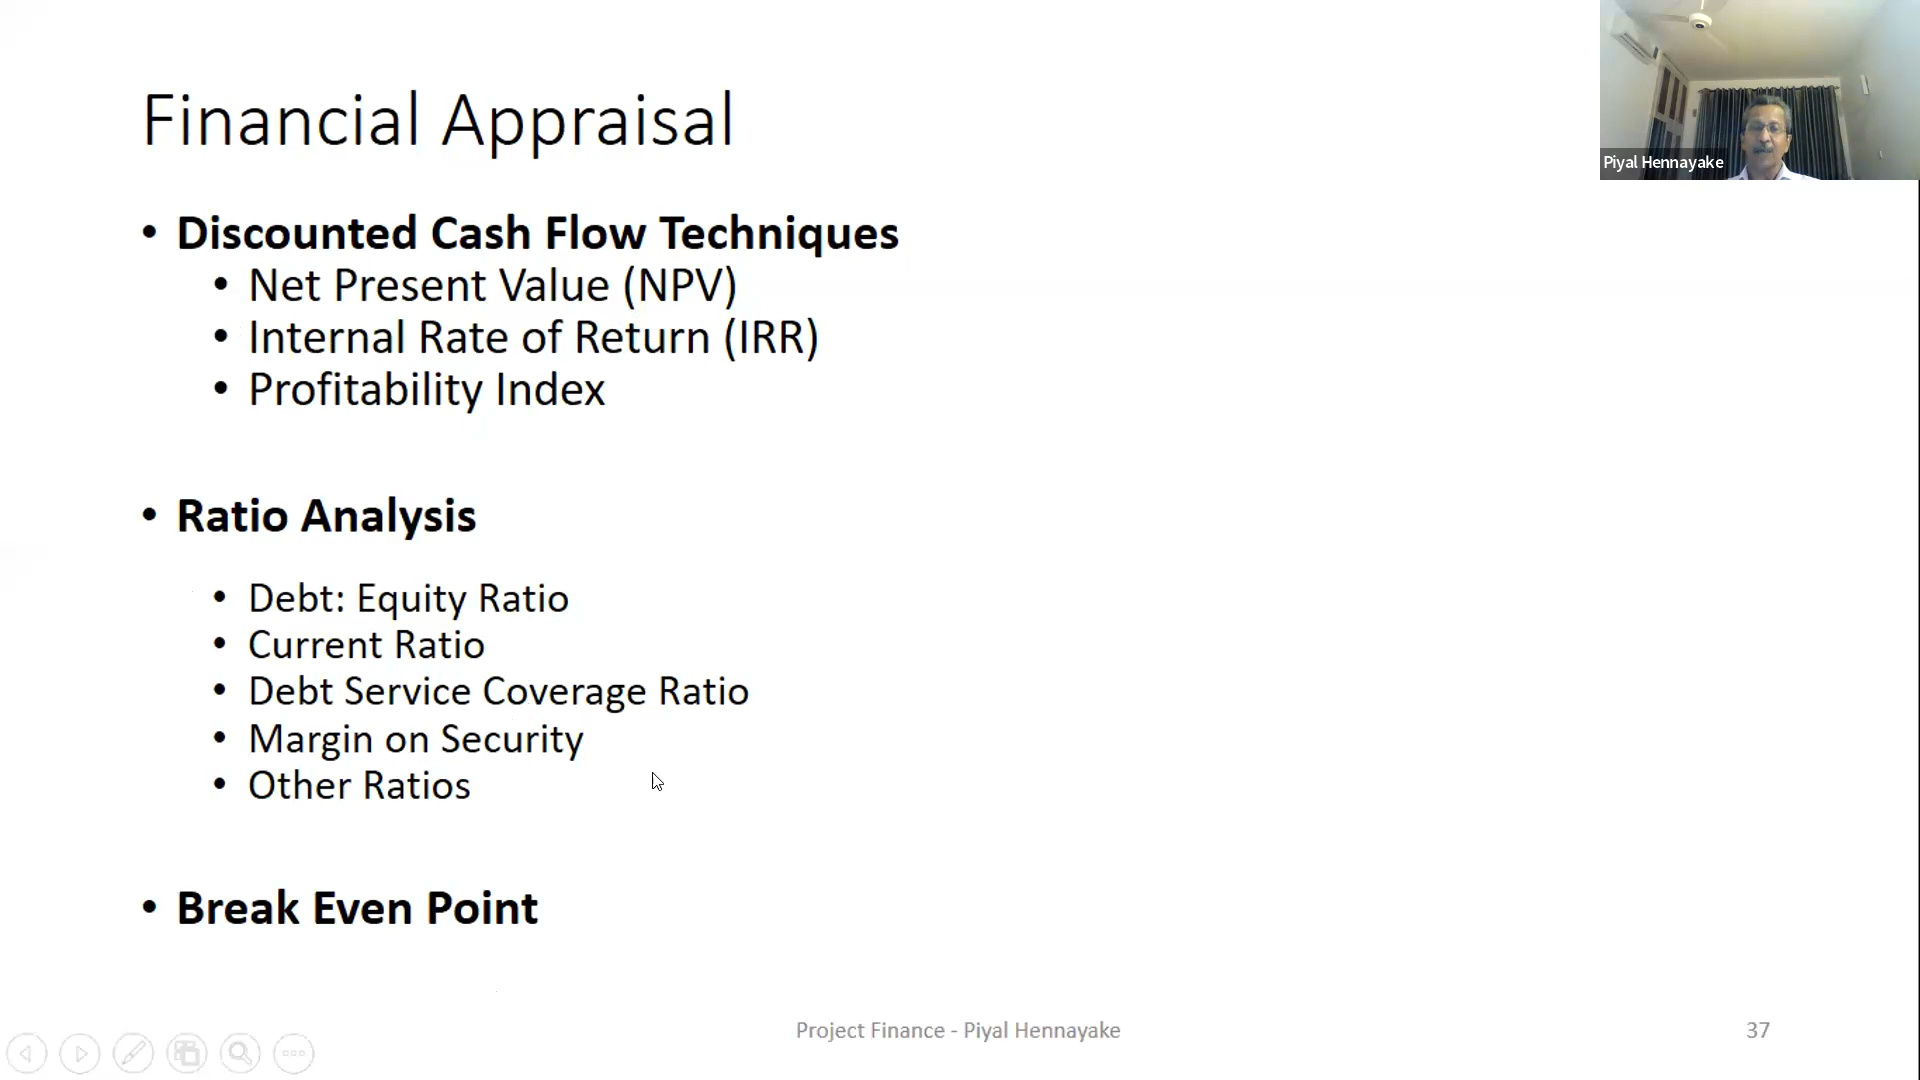 Financial Appraisal
Piyal Hennayake
• Discounted Cash Flow Techniques
• Net Present Value (NPV)
• Internal Rate of Return (IRR)
• Profitability Index
• Ratio Analysis
• Debt: Equity Ratio
• Current Ratio
• Debt Service Coverage Ratio
• Margin on Security
• Other Ratios
• Break Even Point
Project Finance - Piyal Hennayake
37